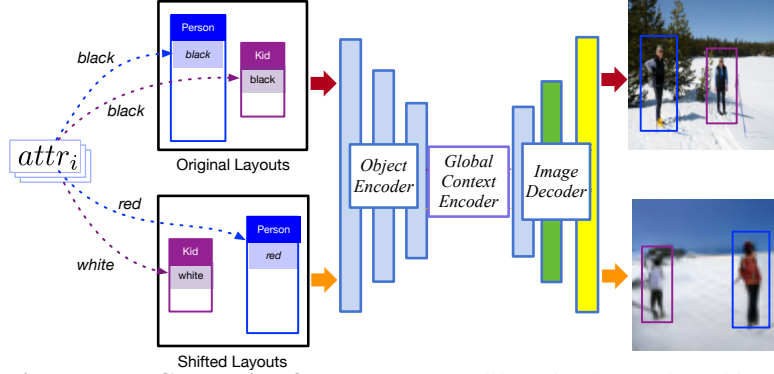 Person
black
Kid
black
black
black
Original Layouts
attr_i
Object
Encoder
Global
Context
Encoder
Image
Decoder
red
white
Person
red
Kid
white
Shifted Layouts